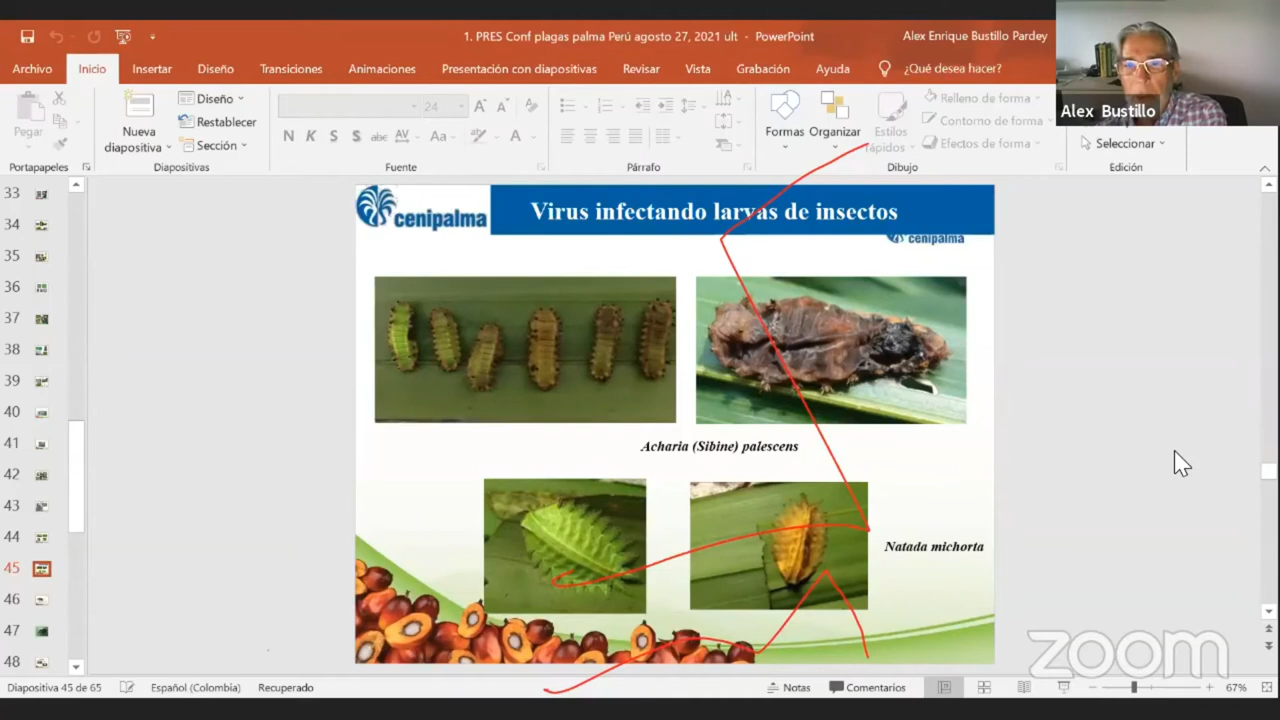 1. PRES Conf plagas palma Perú agosto 27, 2021 ult - PowerPoint
Alex Enrique Bustillo Pardey
Alex Bustillo
Archivo Inicio Insertar Diseño Transiciones Animaciones Presentación con diapositivas Revisar Vista Grabación Ayuda ¿Qué desea hacer?
Pegar
Nueva diapositiva
Diseño
Restablecer
Sección
24
N K S S abc AV Aa A
Formas Organizar Estilos rápidos
Relleno de forma
Contorno de forma
Efectos de forma
Seleccionar
Portapapeles Diapositivas Fuente Párrafo Dibujo Edición
33
34
35
36
37
38
39
40
41
42
43
44
45
46
47
48
cenipalma
Virus infectando larvas de insectos
cenipalma
Acharia (Sibine) palescens
Natada michorta
zoom
Diapositiva 45 de 65 Español (Colombia) Recuperado Notas Comentarios 67%